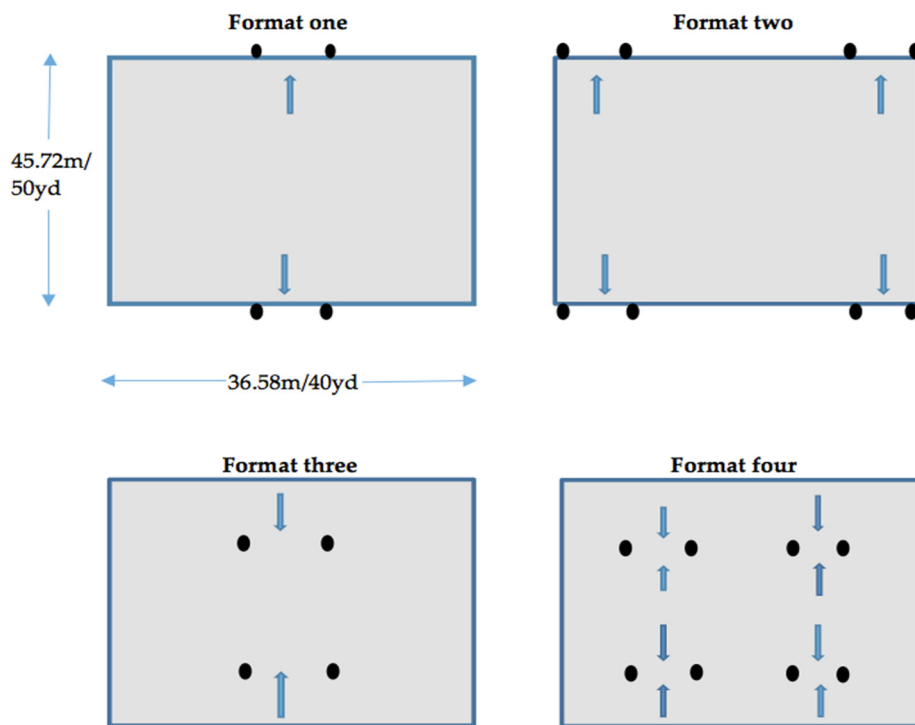 Format one
Format two
45.72m/
50yd
36.58m/40yd
Format three
Format four